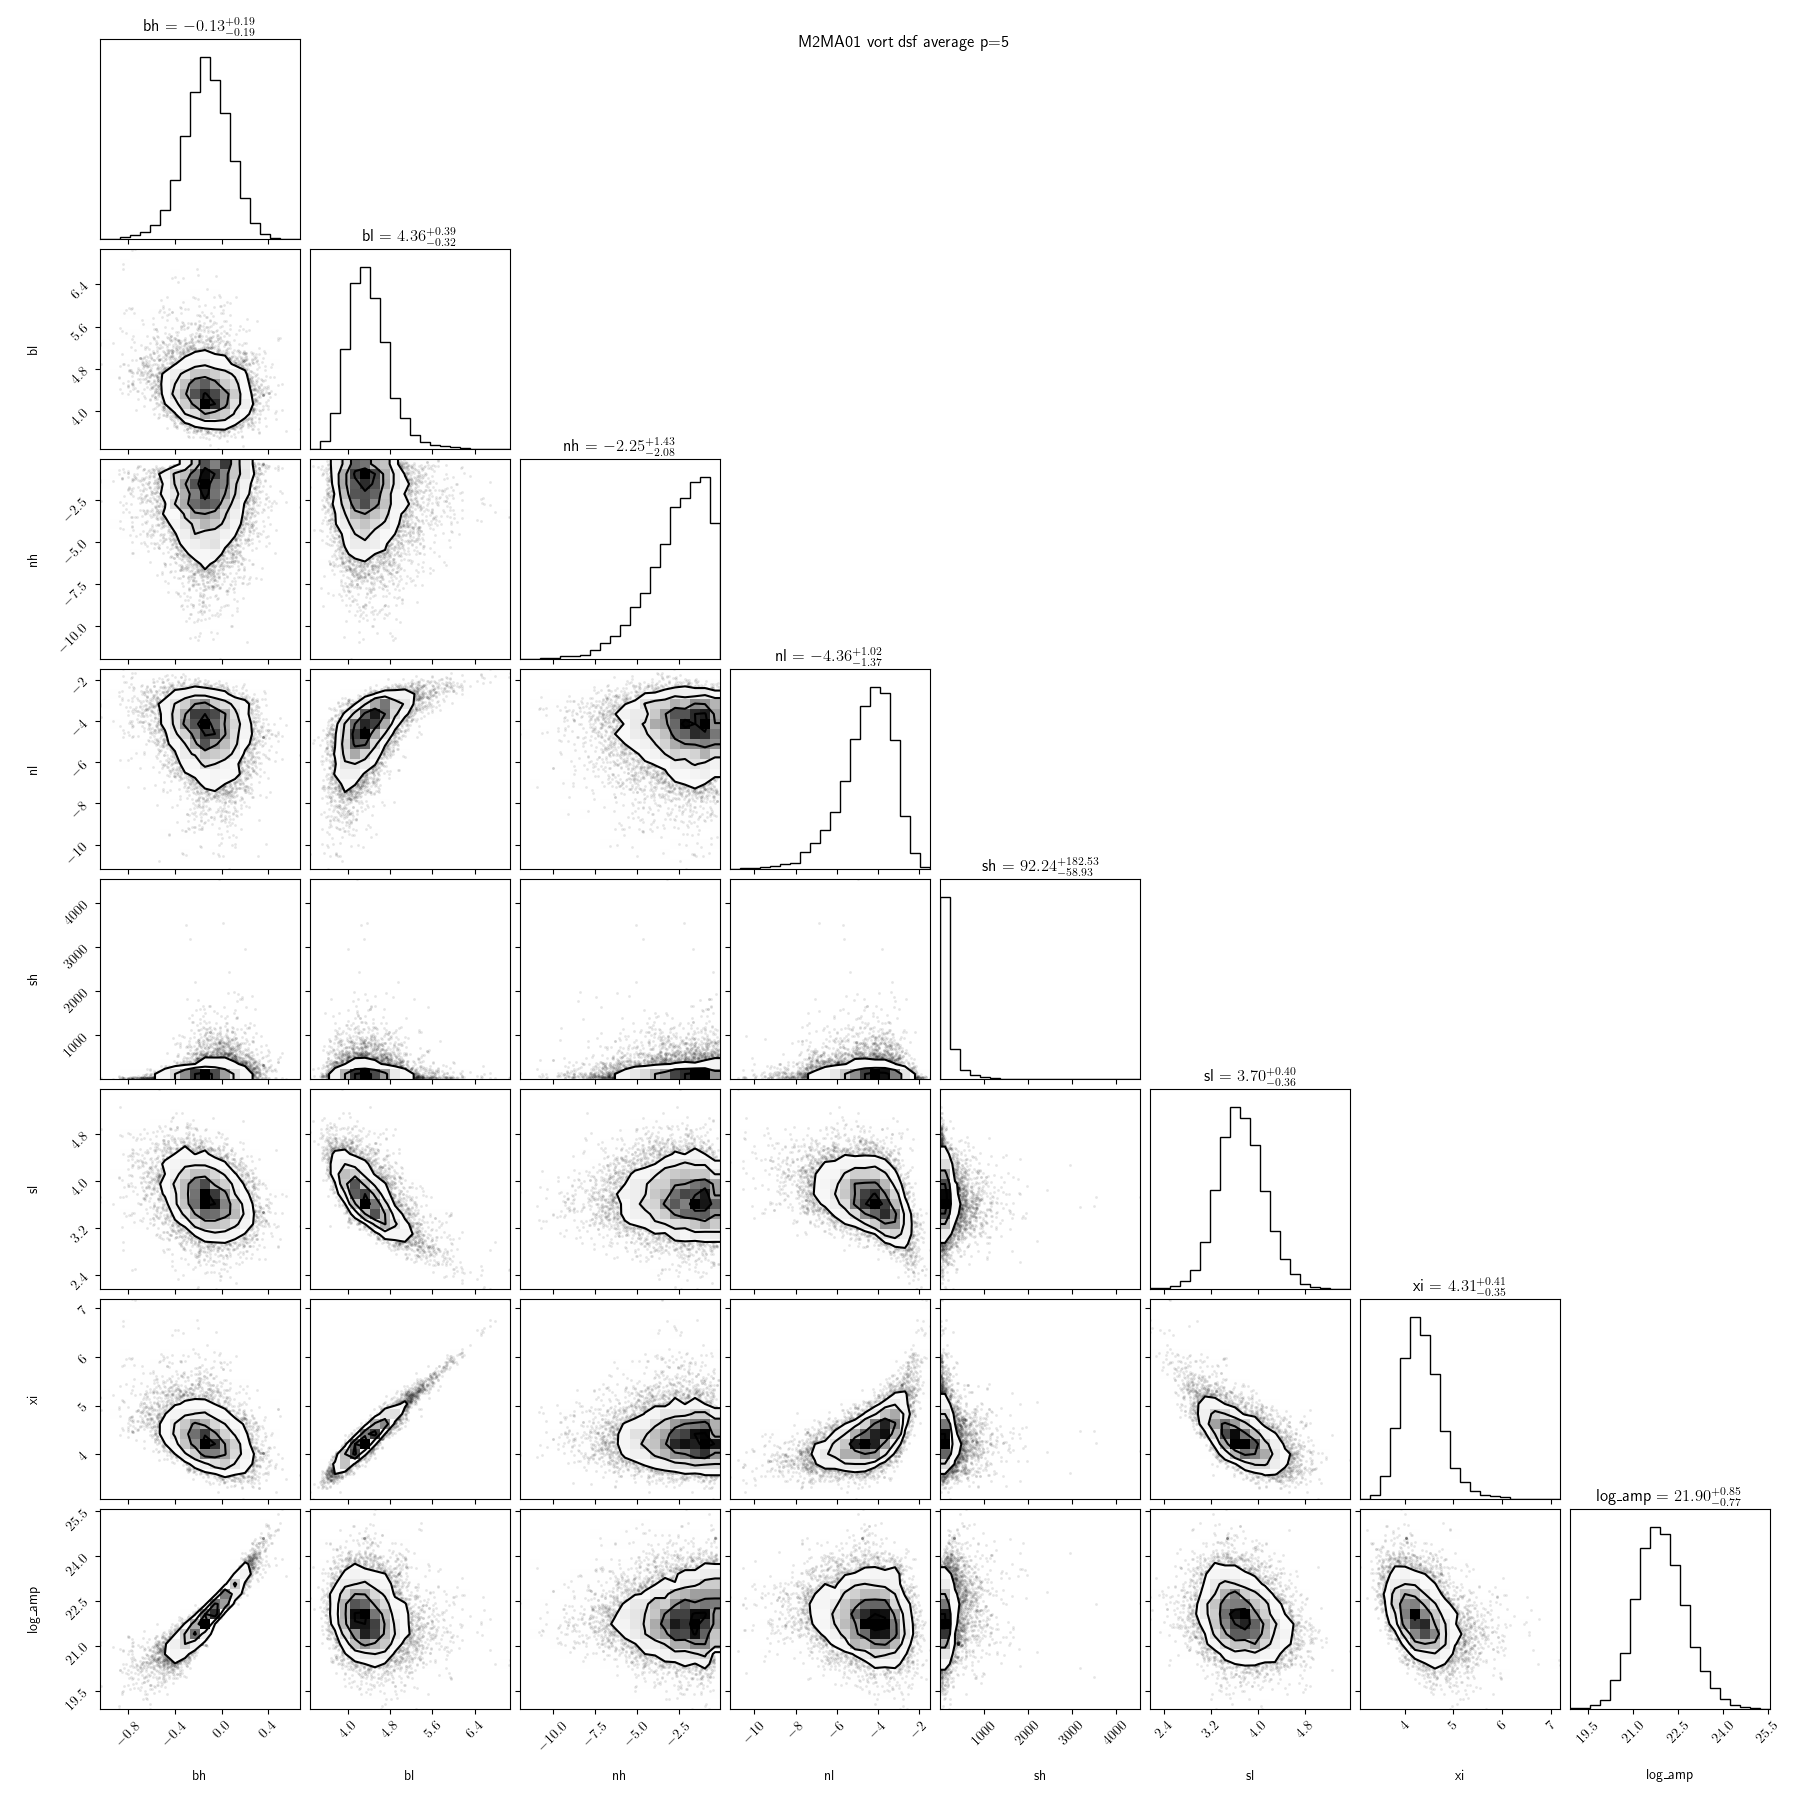 M2MA01 vort dsf average p=5
bh = −0.13+0.19−0.19
bl = 4.36+0.39−0.32
bl
6.4
5.6
4.8
4.0
nh = −2.25+1.43−2.08
nh
−2.5
−5.0
−7.5
−10.0
nl = −4.36+1.02−1.37
nl
−2
−4
−6
−8
−10
sh = 92.24+182.53−58.93
sh
4000
3000
2000
1000
sl = 3.70+0.40−0.36
sl
4.8
4.0
3.2
2.4
xi = 4.31+0.41−0.35
xi
7
6
5
4
log_amp = 21.90+0.85−0.77
log_amp
25.5
24.0
22.5
21.0
19.5
−0.8 −0.4 0.0 0.4 4.0 4.8 5.6 6.4 −10.0 −7.5 −5.0 −2.5 −10 −8 −6 −4 −2 1000 2000 3000 4000 2.4 3.2 4.0 4.8 4 5 6 7 19.5 21.0 22.5 24.0 25.5
bh bl nh nl sh sl xi log_amp